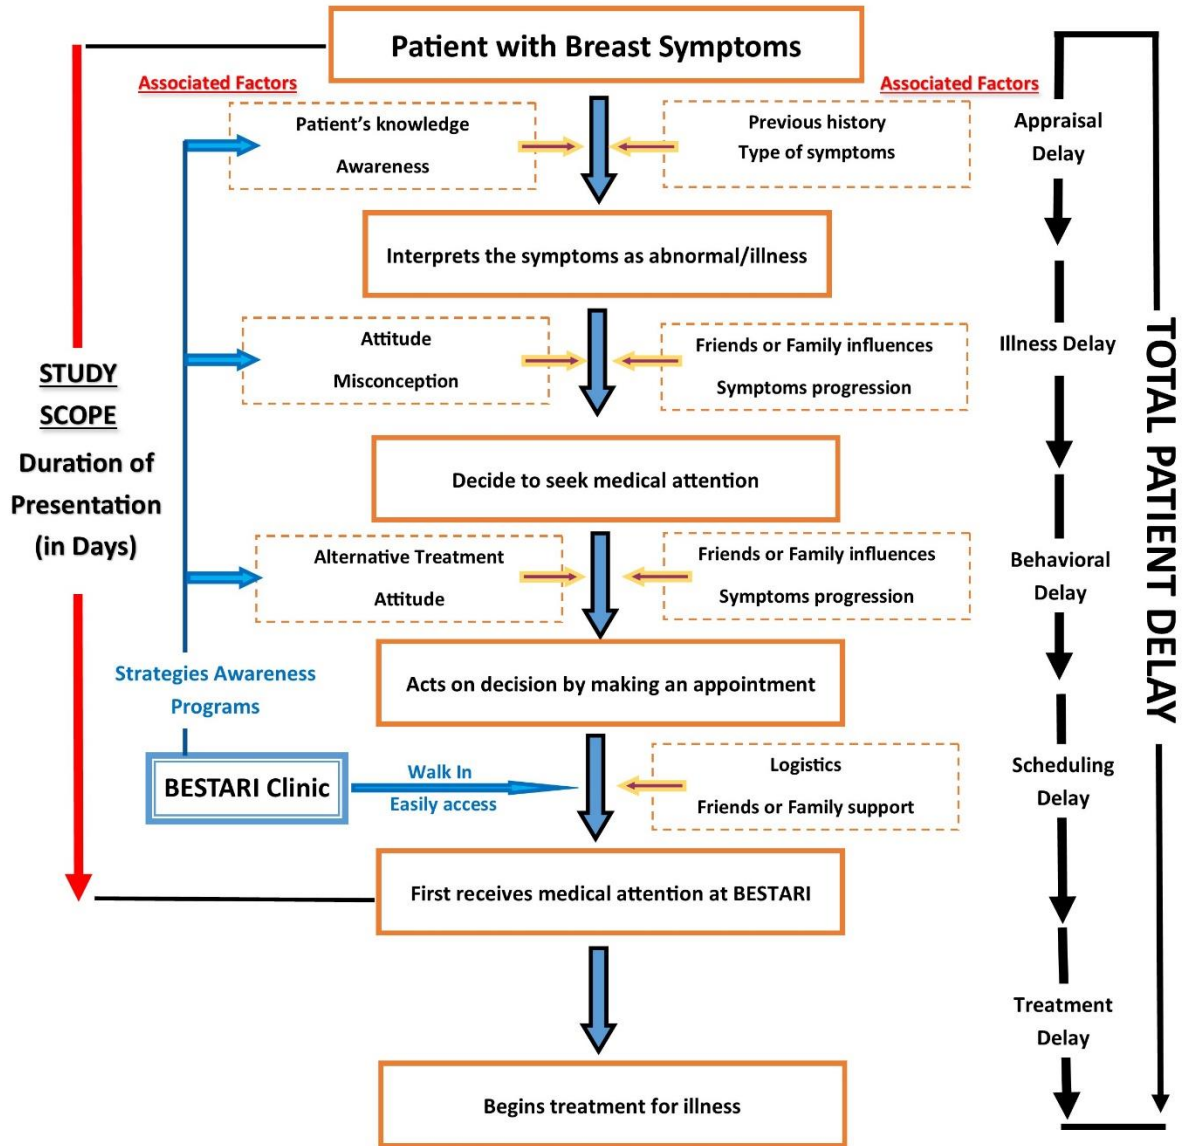 Patient with Breast Symptoms
Associated Factors
Associated Factors
Patient’s knowledge
Awareness
Previous history
Type of symptoms
Appraisal
Delay
Interprets the symptoms as abnormal/illness
Attitude
Misconception
Friends or Family influences
Symptoms progression
Illness Delay
STUDY
SCOPE
Duration of
Presentation
(in Days)
Decide to seek medical attention
Alternative Treatment
Attitude
Friends or Family influences
Symptoms progression
Behavioral
Delay
Strategies Awareness
Programs
Acts on decision by making an appointment
BESTARI Clinic
Walk In
Easily access
Logistics
Friends or Family support
Scheduling
Delay
First receives medical attention at BESTARI
Treatment
Delay
Begins treatment for illness
TOTAL PATIENT DELAY